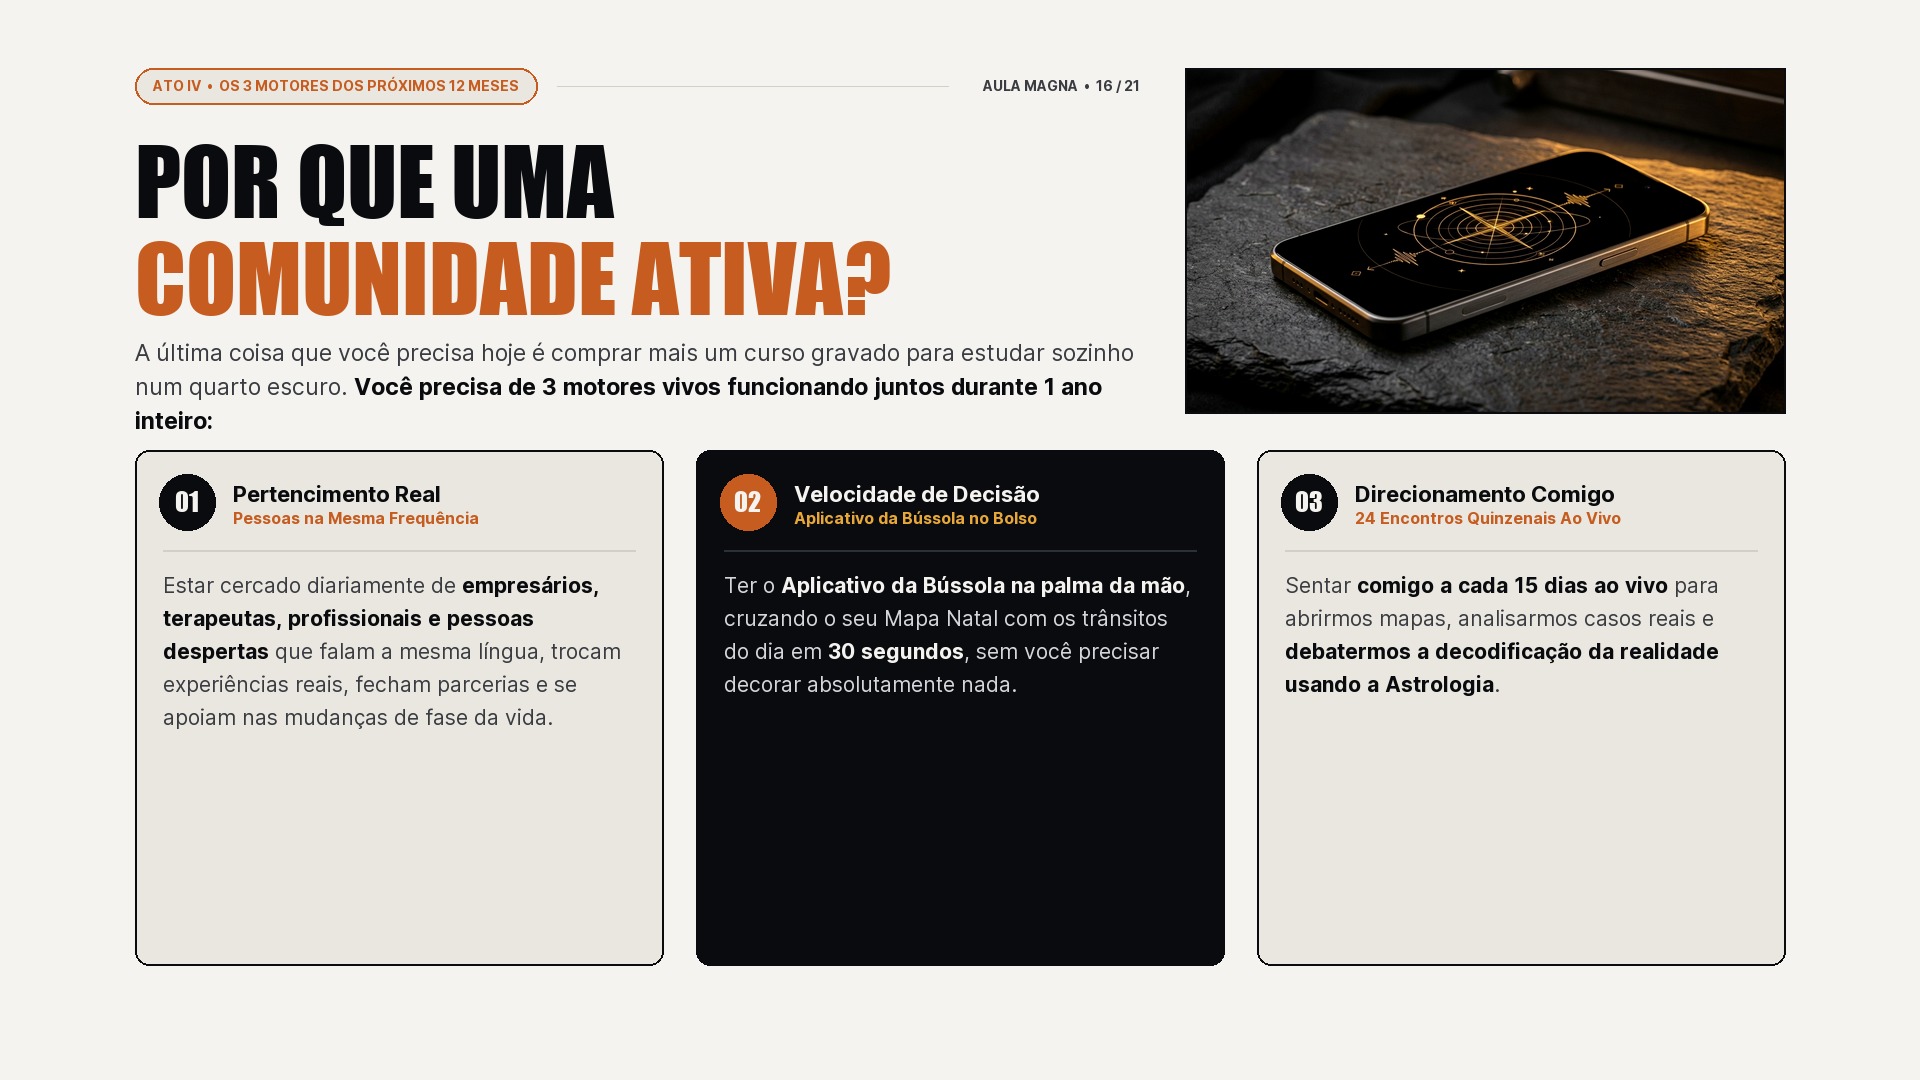 ATO IV • OS 3 MOTORES DOS PRÓXIMOS 12 MESES
AULA MAGNA • 16 / 21
POR QUE UMA
COMUNIDADE ATIVA?
A última coisa que você precisa hoje é comprar mais um curso gravado para estudar sozinho
num quarto escuro. Você precisa de 3 motores vivos funcionando juntos durante 1 ano
inteiro:
01
Pertencimento Real
Pessoas na Mesma Frequência
Estar cercado diariamente de empresários,
terapeutas, profissionais e pessoas
despertas que falam a mesma língua, trocam
experiências reais, fecham parcerias e se
apoiam nas mudanças de fase da vida.
02
Velocidade de Decisão
Aplicativo da Bússola no Bolso
Ter o Aplicativo da Bússola na palma da mão,
cruzando o seu Mapa Natal com os trânsitos
do dia em 30 segundos, sem você precisar
decorar absolutamente nada.
03
Direcionamento Comigo
24 Encontros Quinzenais Ao Vivo
Sentar comigo a cada 15 dias ao vivo para
abrirmos mapas, analisarmos casos reais e
debatermos a decodificação da realidade
usando a Astrologia.